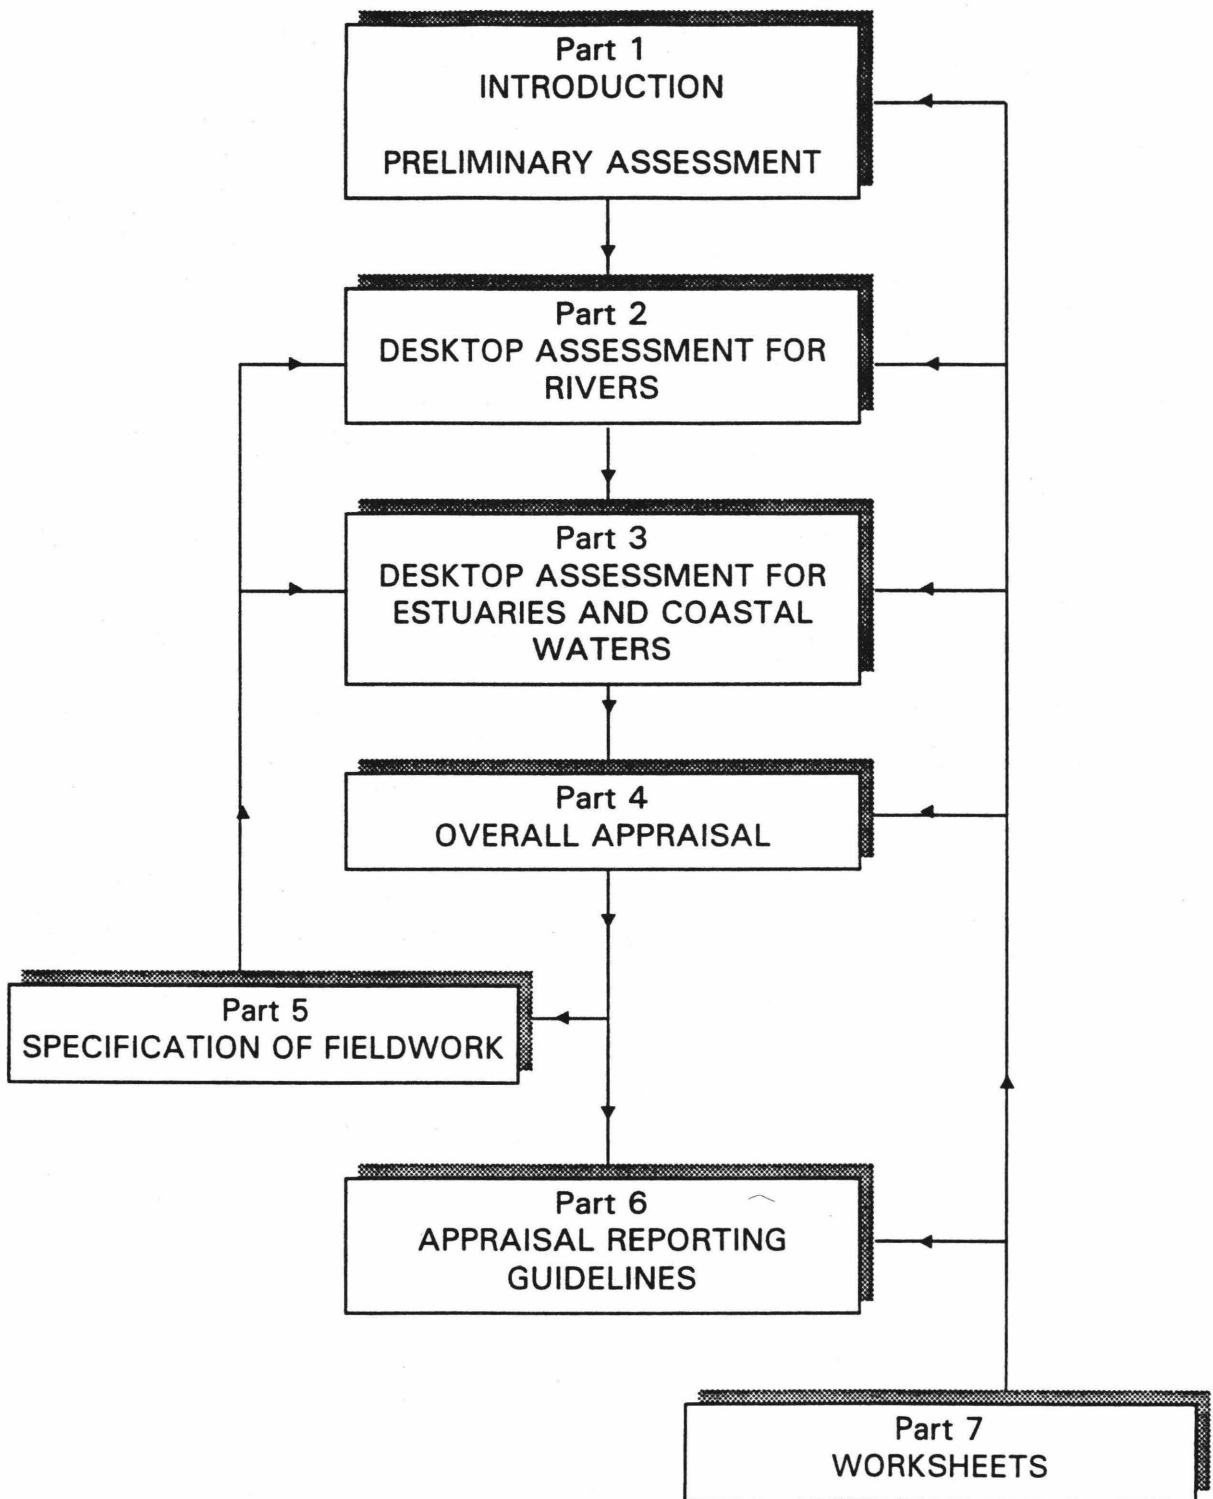 Part 1
INTRODUCTION
PRELIMINARY ASSESSMENT
Part 2
DESKTOP ASSESSMENT FOR
RIVERS
Part 3
DESKTOP ASSESSMENT FOR
ESTUARIES AND COASTAL
WATERS
Part 4
OVERALL APPRAISAL
Part 5
SPECIFICATION OF FIELDWORK
Part 6
APPRAISAL REPORTING
GUIDELINES
Part 7
WORKSHEETS